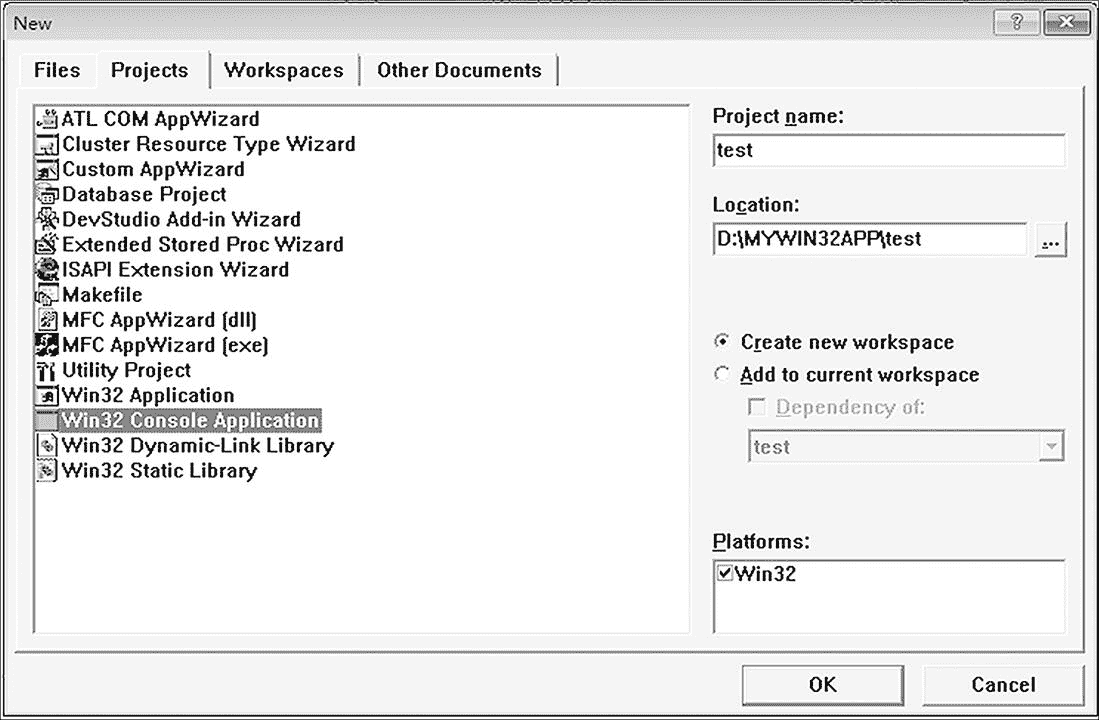 New
Files
Projects
Workspaces
Other Documents
ATL COM AppWizard
Cluster Resource Type Wizard
Custom AppWizard
Database Project
DevStudio Add-in Wizard
Extended Stored Proc Wizard
ISAPI Extension Wizard
Makefile
MFC AppWizard (dll)
MFC AppWizard (exe)
Utility Project
Win32 Application
Win32 Console Application
Win32 Dynamic-Link Library
Win32 Static Library
Project name:
test
Location:
D:\MYWIN32APP\test
...
Create new workspace
Add to current workspace
Dependency of:
test
Platforms:
Win32
OK
Cancel